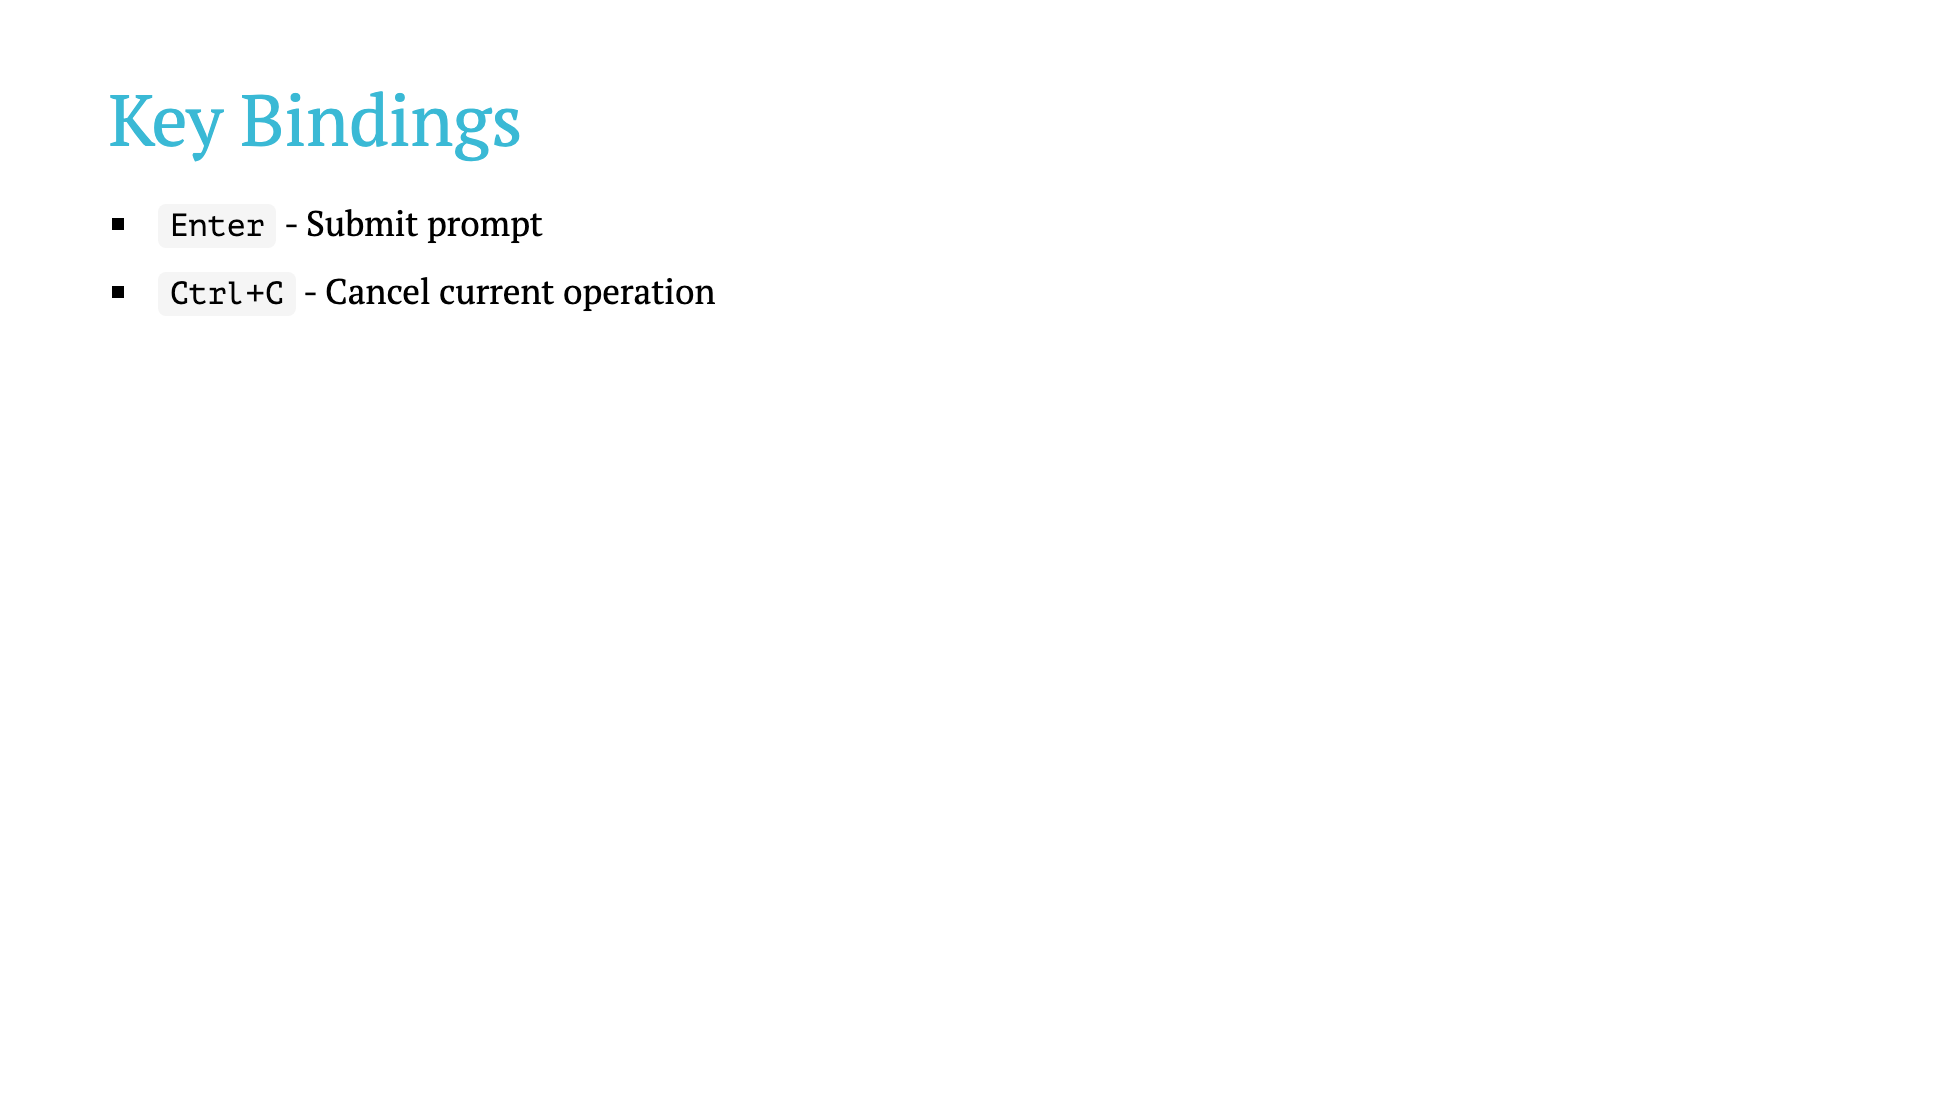 Key Bindings
Enter - Submit prompt
Ctrl+C - Cancel current operation